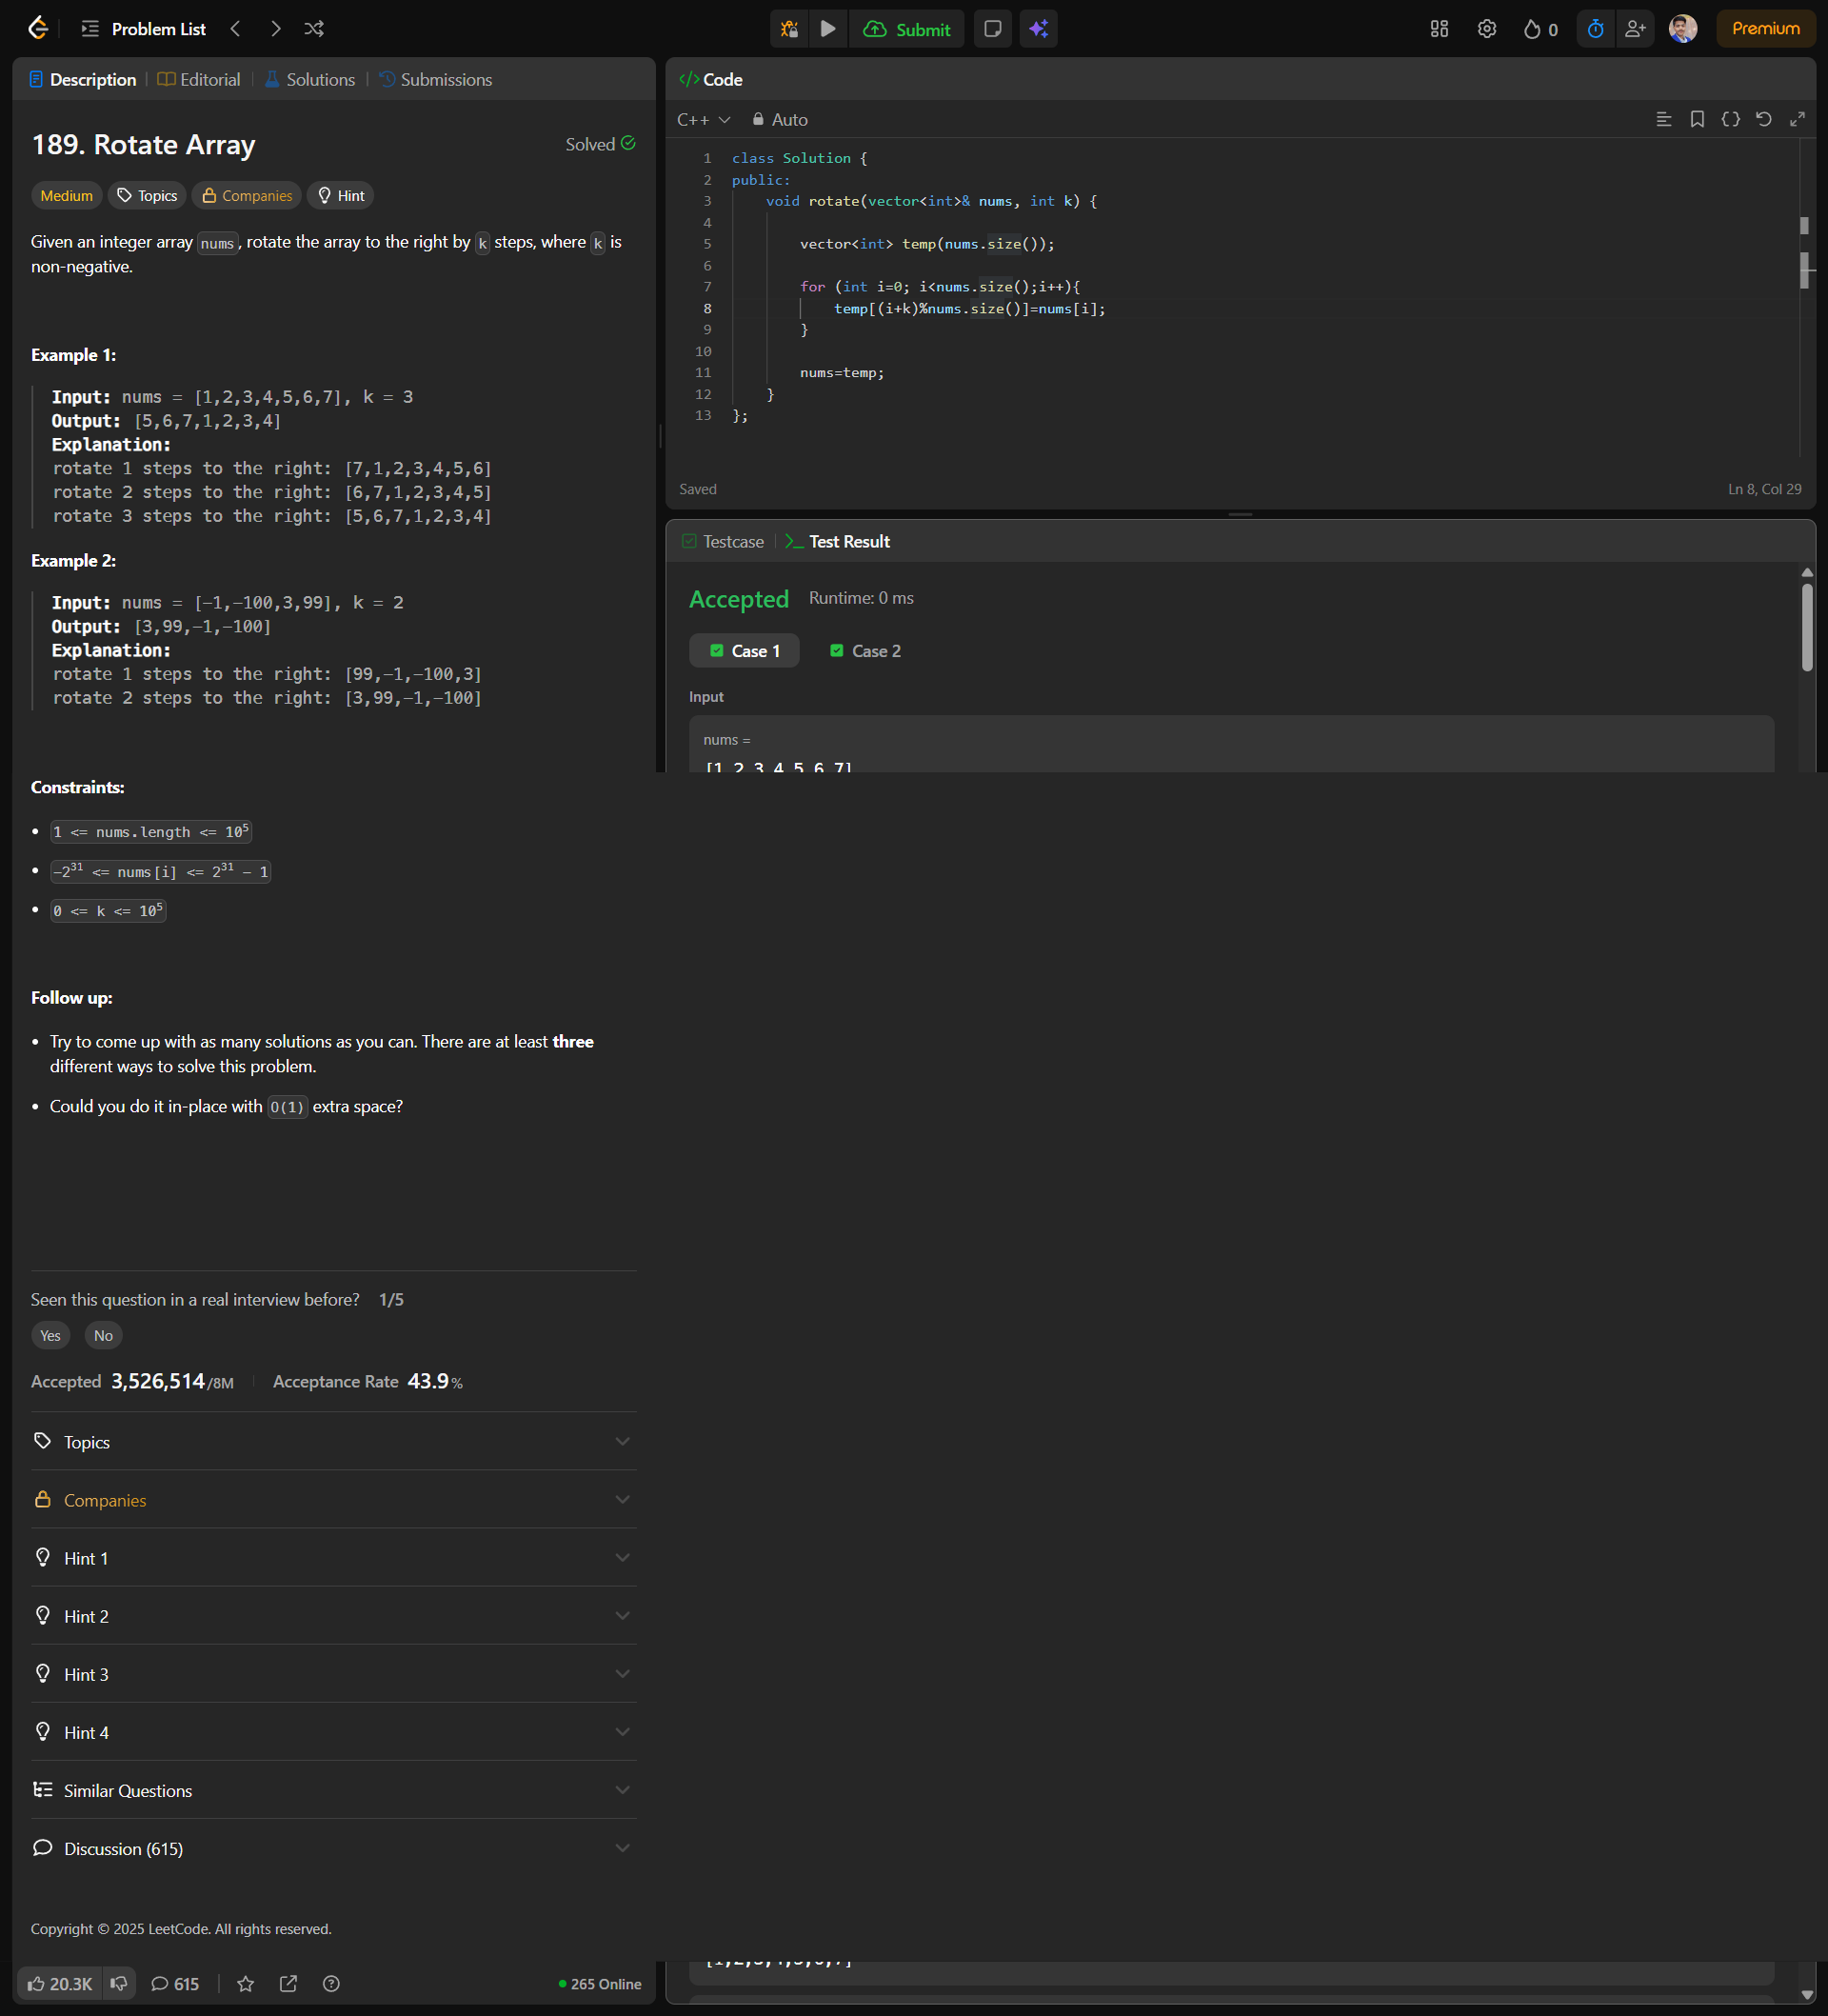 Problem List
Submit
0
Premium
Description
Editorial
Solutions
Submissions
189. Rotate Array
Solved
Medium
Topics
Companies
Hint
Given an integer array nums, rotate the array to the right by k steps, where k is
non-negative.
Example 1:
Input: nums = [1,2,3,4,5,6,7], k = 3
Output: [5,6,7,1,2,3,4]
Explanation:
rotate 1 steps to the right: [7,1,2,3,4,5,6]
rotate 2 steps to the right: [6,7,1,2,3,4,5]
rotate 3 steps to the right: [5,6,7,1,2,3,4]
Example 2:
Input: nums = [-1,-100,3,99], k = 2
Output: [3,99,-1,-100]
Explanation:
rotate 1 steps to the right: [99,-1,-100,3]
rotate 2 steps to the right: [3,99,-1,-100]
Constraints:
• 1 <= nums.length <= 10⁵
• -2³¹ <= nums[i] <= 2³¹ - 1
• 0 <= k <= 10⁵
Follow up:
• Try to come up with as many solutions as you can. There are at least three
different ways to solve this problem.
• Could you do it in-place with O(1) extra space?
Seen this question in a real interview before? 1/5
Yes
No
Accepted 3,526,514/8M
Acceptance Rate 43.9%
Topics
Companies
Hint 1
Hint 2
Hint 3
Hint 4
Similar Questions
Discussion (615)
Copyright © 2025 LeetCode. All rights reserved.
20.3K
615
265 Online
</> Code
C++
Auto
1 class Solution {
2 public:
3 void rotate(vector<int>& nums, int k) {
4
5 vector<int> temp(nums.size());
6
7 for (int i=0; i<nums.size();i++){
8 temp[(i+k)%nums.size()]=nums[i];
9 }
10
11 nums=temp;
12 }
13 };
Saved
Ln 8, Col 29
Testcase
>_ Test Result
Accepted
Runtime: 0 ms
Case 1
Case 2
Input
nums =
[1,2,3,4,5,6,7]
[1,2,3,4,5,6,7]